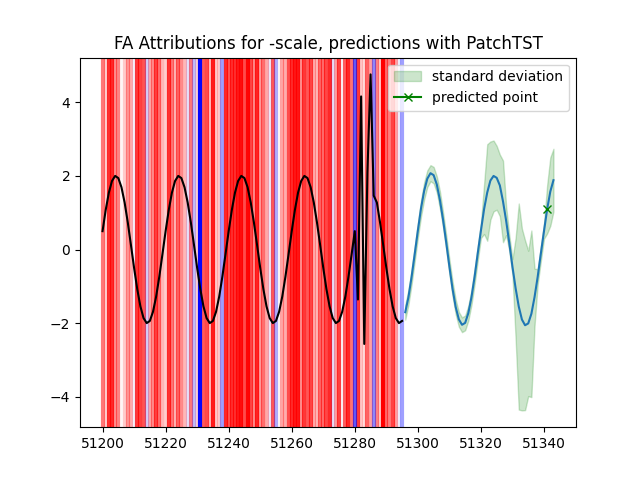 FA Attributions for -scale, predictions with PatchTST
standard deviation
predicted point
4
2
0
−2
−4
51200 51220 51240 51260 51280 51300 51320 51340